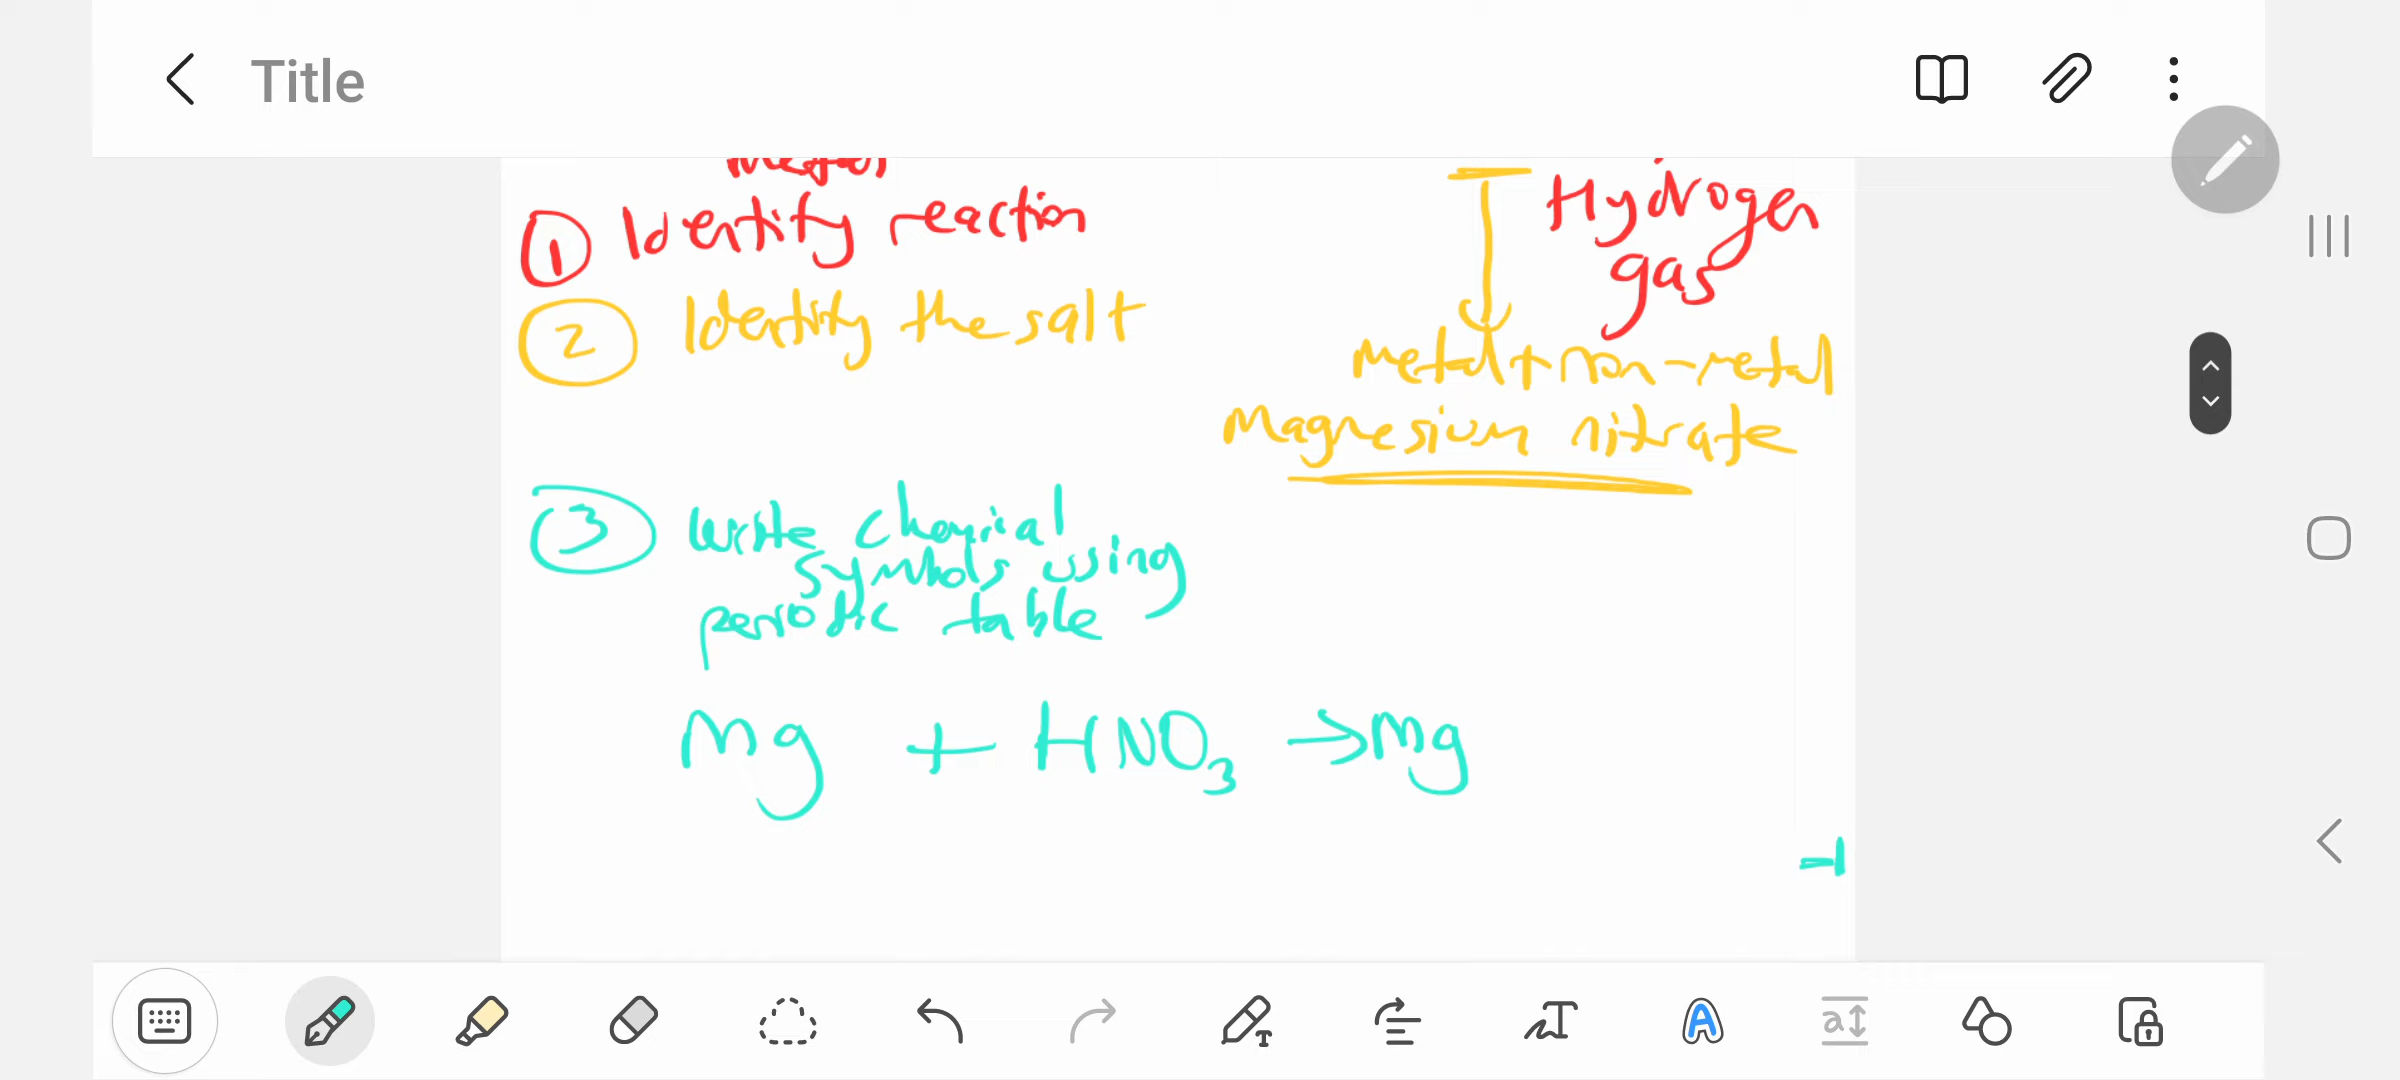 Title
① Identify reaction
Hydrogen
gas
② Identify the salt
metal + non-metal
Magnesium nitrate
③ write chemical
symbols using
periodic table
Mg + HNO₃ → Mg